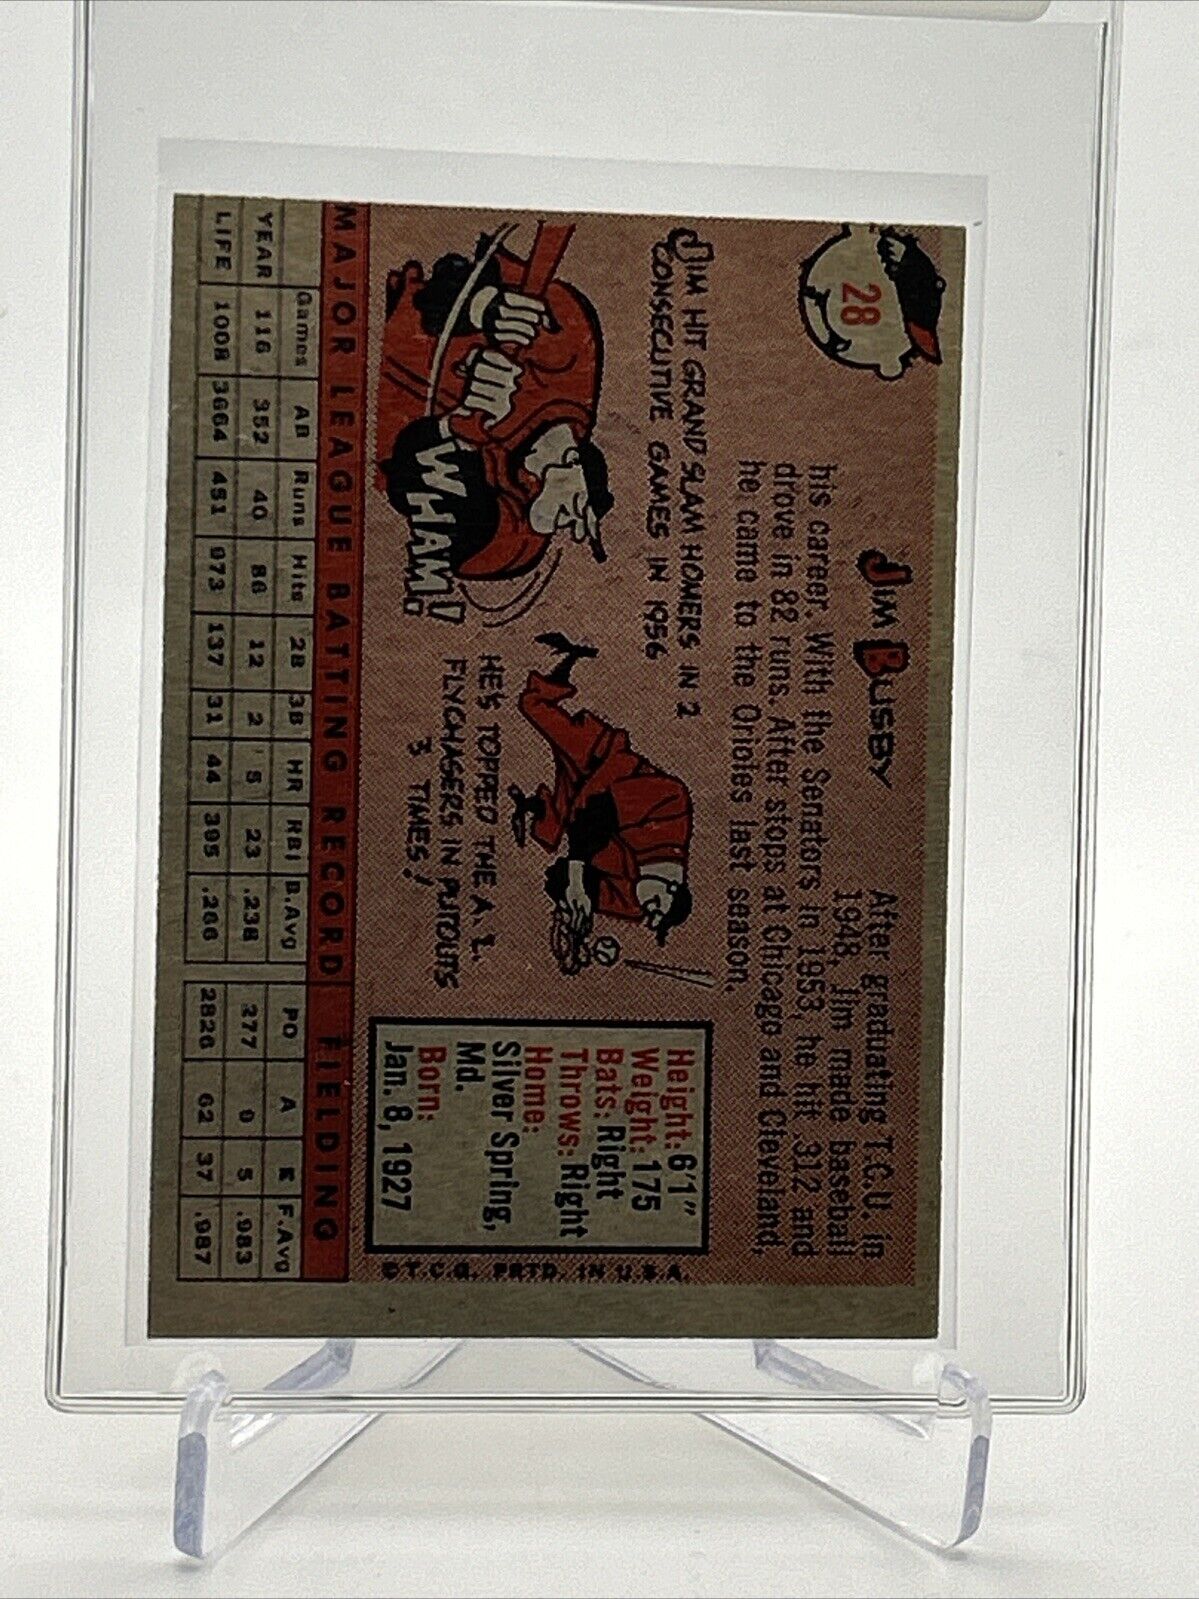 28
JIM BUSBY
After graduating T.C.U. in
1948, Jim made baseball
his career. With the Senators in 1953, he hit .312 and
drove in 82 runs. After stops at Chicago and Cleveland,
he came to the Orioles last season.
JIM HIT GRAND SLAM HOMERS IN 2
CONSECUTIVE GAMES IN 1956
WHAM!
HE'S TOPPED THE A.L.
FLYCHASERS IN PUTOUTS
3 TIMES!
Height: 6'1"
Weight: 175
Bats: Right
Throws: Right
Home:
Silver Spring,
Md.
Born:
Jan. 8, 1927
© T.C.G. PRTD. IN U.S.A.
MAJOR LEAGUE BATTING RECORD FIELDING
Games AB Runs Hits 2B 3B HR RBI B.Avg PO A E F.Avg
YEAR 116 352 40 86 12 2 5 23 .238 277 9 5 .983
LIFE 1008 3664 451 973 137 31 44 395 .266 2826 62 37 .987